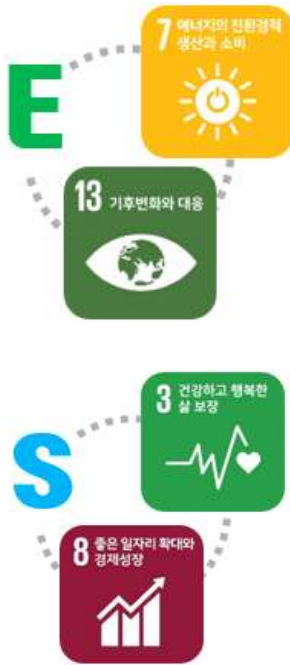 E
7 에너지의 친환경적
생산과 소비
13 기후변화와 대응
S
3 건강하고 행복한
삶 보장
8 좋은 일자리 확대와
경제성장